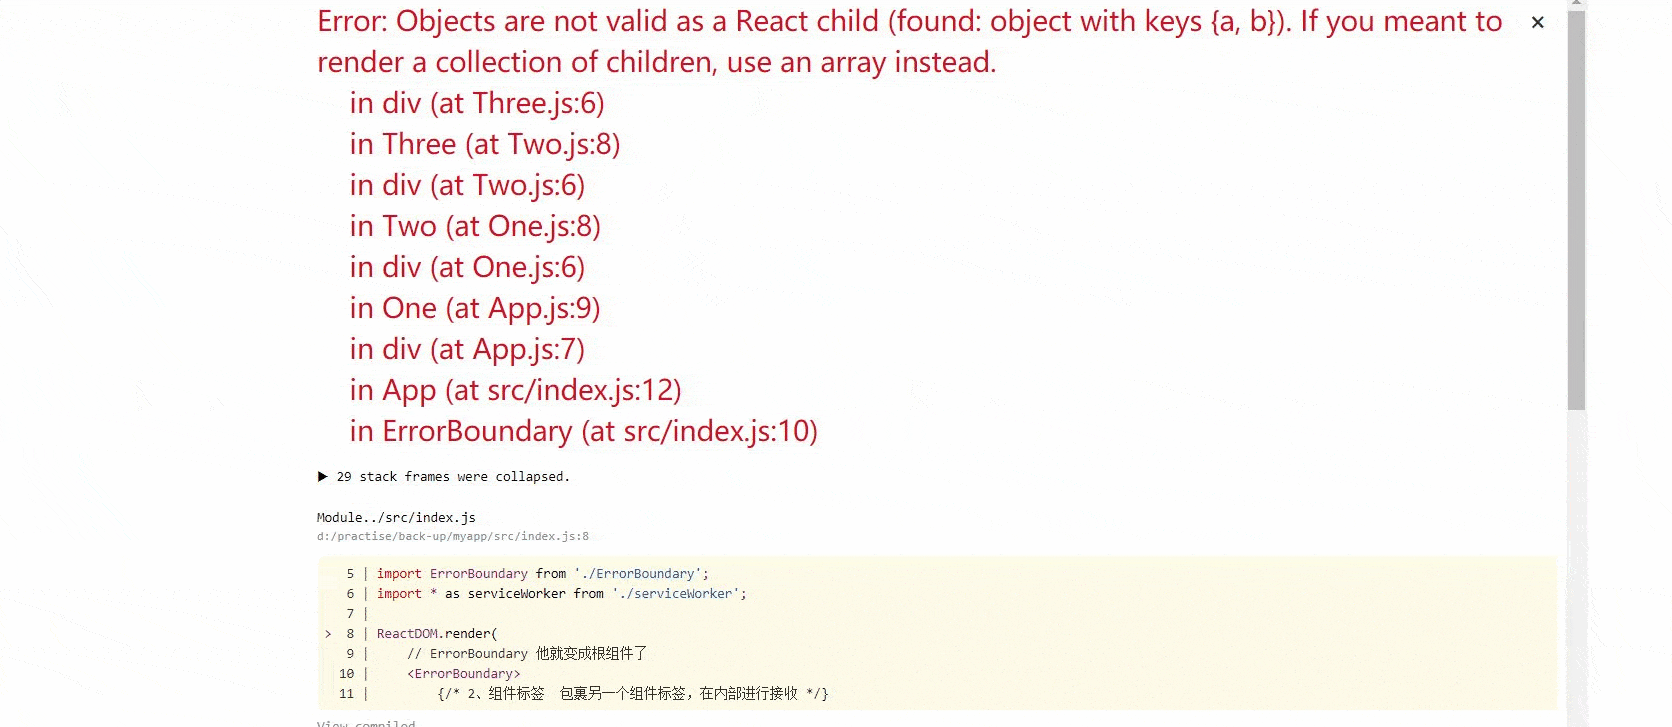 Error: Objects are not valid as a React child (found: object with keys {a, b}). If you meant to
render a collection of children, use an array instead.
in div (at Three.js:6)
in Three (at Two.js:8)
in div (at Two.js:6)
in Two (at One.js:8)
in div (at One.js:6)
in One (at App.js:9)
in div (at App.js:7)
in App (at src/index.js:12)
in ErrorBoundary (at src/index.js:10)
▶ 29 stack frames were collapsed.
Module../src/index.js
d:/practise/back-up/myapp/src/index.js:8
5 | import ErrorBoundary from './ErrorBoundary';
6 | import * as serviceWorker from './serviceWorker';
7 |
> 8 | ReactDOM.render(
9 | // ErrorBoundary 他就变成根组件了
10 | <ErrorBoundary>
11 | {/* 2、组件标签 包裹另一个组件标签，在内部进行接收 */}
View compiled